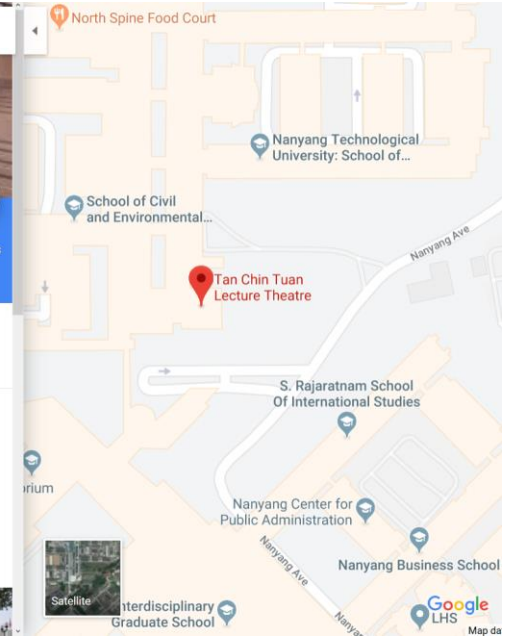 North Spine Food Court
Nanyang Technological
University: School of...
School of Civil
and Environmental...
Nanyang Ave
Tan Chin Tuan
Lecture Theatre
S. Rajaratnam School
Of International Studies
rium
Nanyang Center for
Public Administration
Nanyang Ave
Nanyang Business School
Satellite
nterdisciplinary
Graduate School
Nanya
Google
LHS
Map da